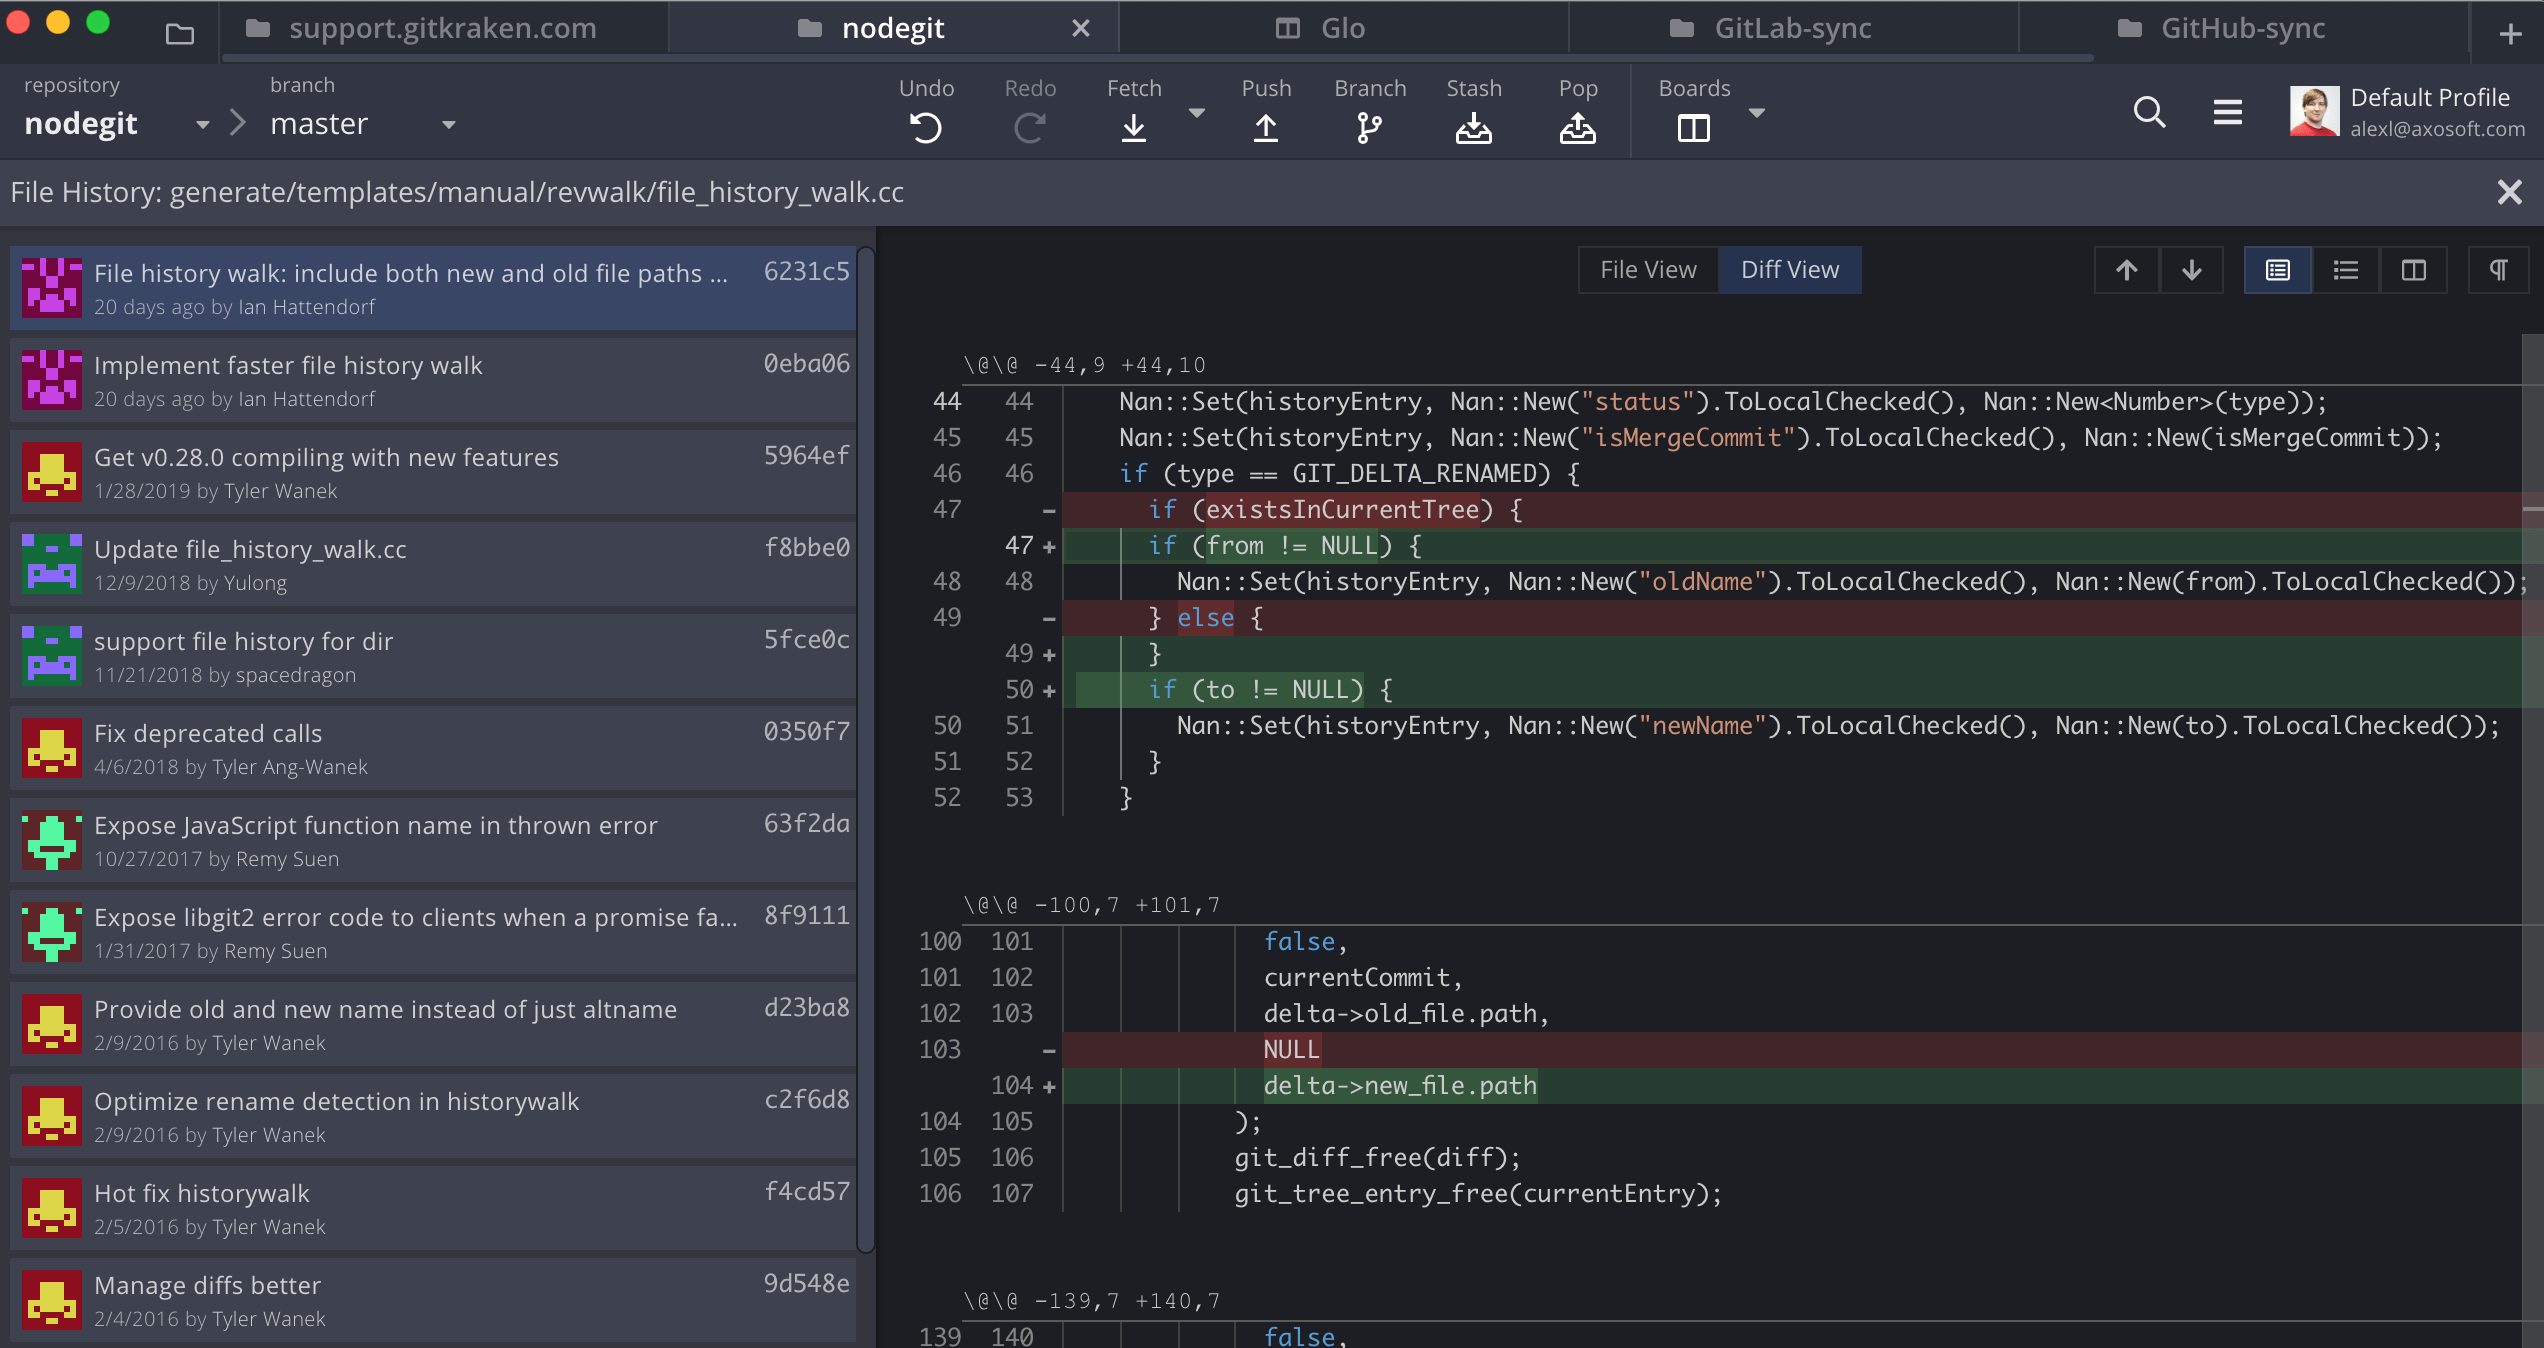 support.gitkraken.com
nodegit
Glo
GitLab-sync
GitHub-sync
repository
nodegit
branch
master
Undo
Redo
Fetch
Push
Branch
Stash
Pop
Boards
Default Profile
alexl@axosoft.com
File History: generate/templates/manual/revwalk/file_history_walk.cc
File history walk: include both new and old file paths ... 6231c5
20 days ago by Ian Hattendorf
Implement faster file history walk 0eba06
20 days ago by Ian Hattendorf
Get v0.28.0 compiling with new features 5964ef
1/28/2019 by Tyler Wanek
Update file_history_walk.cc f8bbe0
12/9/2018 by Yulong
support file history for dir 5fce0c
11/21/2018 by spacedragon
Fix deprecated calls 0350f7
4/6/2018 by Tyler Ang-Wanek
Expose JavaScript function name in thrown error 63f2da
10/27/2017 by Remy Suen
Expose libgit2 error code to clients when a promise fa... 8f9111
1/31/2017 by Remy Suen
Provide old and new name instead of just altname d23ba8
2/9/2016 by Tyler Wanek
Optimize rename detection in historywalk c2f6d8
2/9/2016 by Tyler Wanek
Hot fix historywalk f4cd57
2/5/2016 by Tyler Wanek
Manage diffs better 9d548e
2/4/2016 by Tyler Wanek
File View Diff View
\@\@ -44,9 +44,10
44 44 Nan::Set(historyEntry, Nan::New("status").ToLocalChecked(), Nan::New<Number>(type));
45 45 Nan::Set(historyEntry, Nan::New("isMergeCommit").ToLocalChecked(), Nan::New(isMergeCommit));
46 46 if (type == GIT_DELTA_RENAMED) {
47 - if (existsInCurrentTree) {
47 + if (from != NULL) {
48 48 Nan::Set(historyEntry, Nan::New("oldName").ToLocalChecked(), Nan::New(from).ToLocalChecked());
49 - } else {
49 + }
50 + if (to != NULL) {
50 51 Nan::Set(historyEntry, Nan::New("newName").ToLocalChecked(), Nan::New(to).ToLocalChecked());
51 52 }
52 53 }
\@\@ -100,7 +101,7
100 101 false,
101 102 currentCommit,
102 103 delta->old_file.path,
103 - NULL
104 + delta->new_file.path
104 105 );
105 106 git_diff_free(diff);
106 107 git_tree_entry_free(currentEntry);
\@\@ -139,7 +140,7
139 140 false,